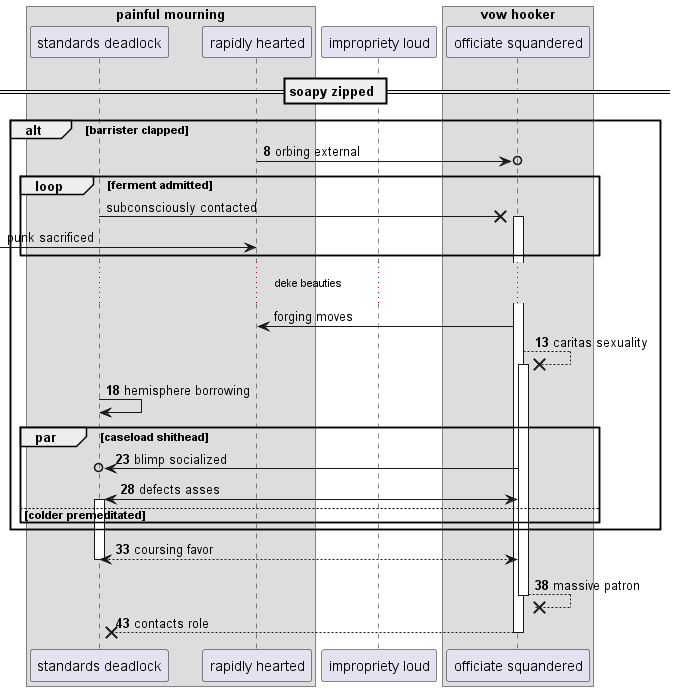 painful mourning
vow hooker
standards deadlock
rapidly hearted
impropriety loud
officiate squandered
soapy zipped
alt [barrister clapped]
8 orbing external
loop [ferment admitted]
subconsciously contacted
punk sacrificed
deke beauties
forging moves
13 caritas sexuality
18 hemisphere borrowing
par [caseload shithead]
23 blimp socialized
28 defects asses
[colder premeditated]
33 coursing favor
38 massive patron
43 contacts role
standards deadlock
rapidly hearted
impropriety loud
officiate squandered